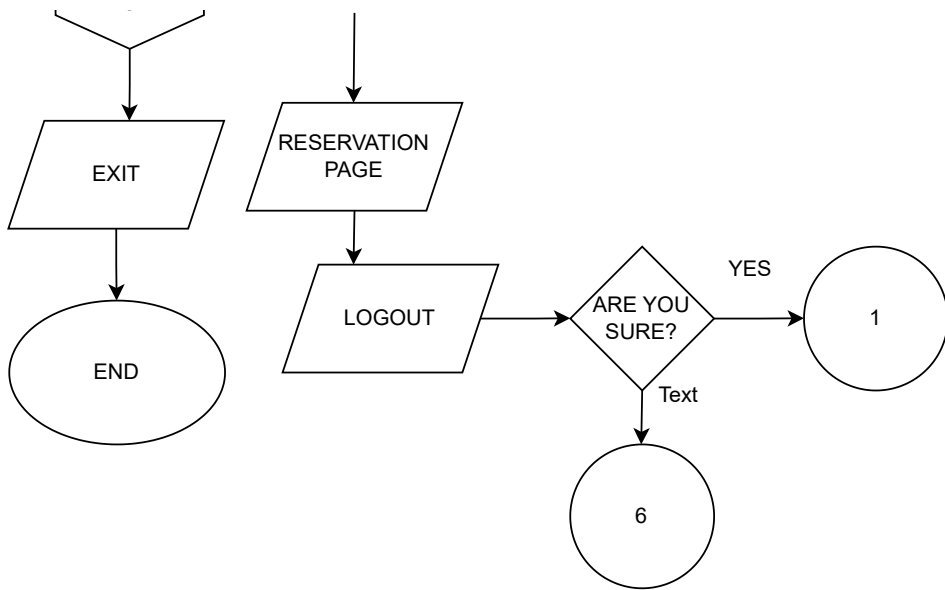 EXIT
END
RESERVATION
PAGE
LOGOUT
ARE YOU
SURE?
YES
1
Text
6